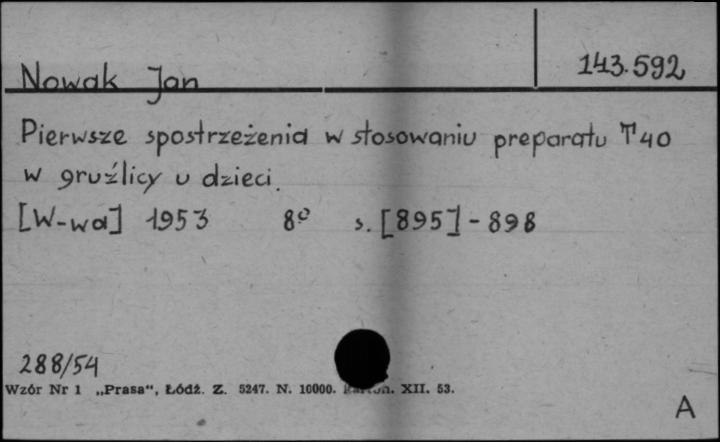 143.592
Nowak Jan
Pierwsze spostrzeżenia w stosowaniu preparatu T40
w gruźlicy u dzieci.
[W-wa] 1953 8° s. [895] - 898
288/54
Wzór Nr 1 „Prasa“, Łódź. Z. 5247. N. 10000. XII. 53.
A